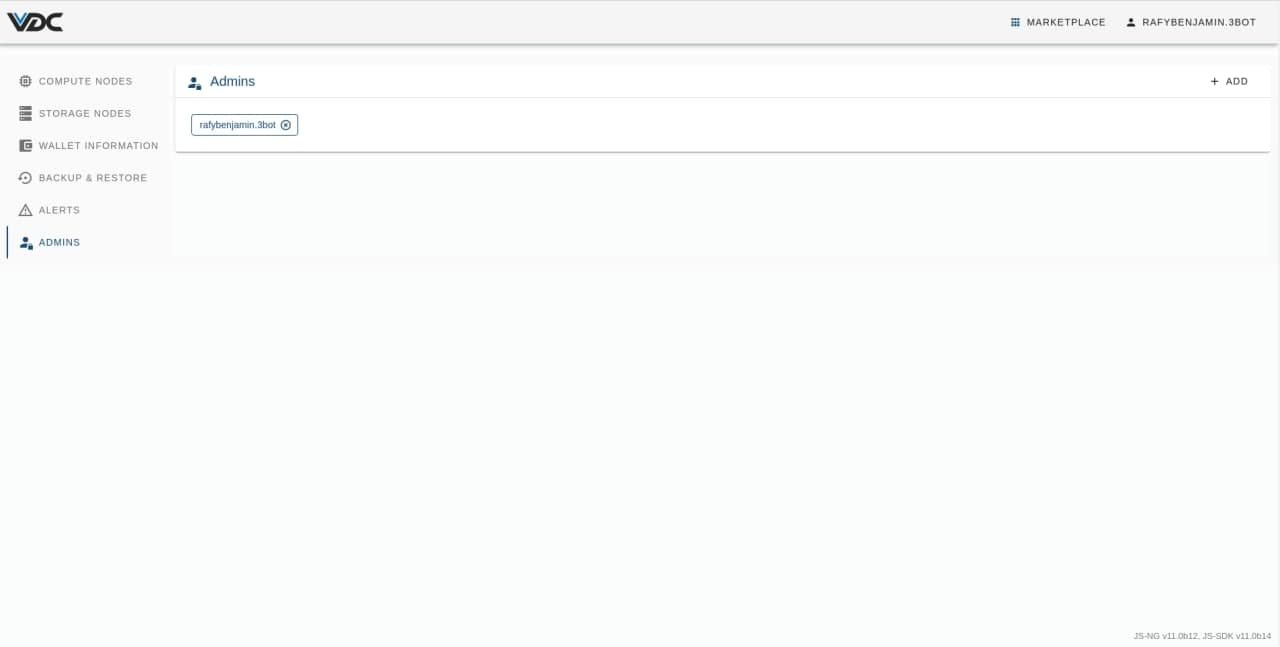 VDC
MARKETPLACE
RAFYBENJAMIN.3BOT
COMPUTE NODES
STORAGE NODES
WALLET INFORMATION
BACKUP & RESTORE
ALERTS
ADMINS
Admins
ADD
rafybenjamin.3bot
JS-NG v11.0b12, JS-SDK v11.0b14